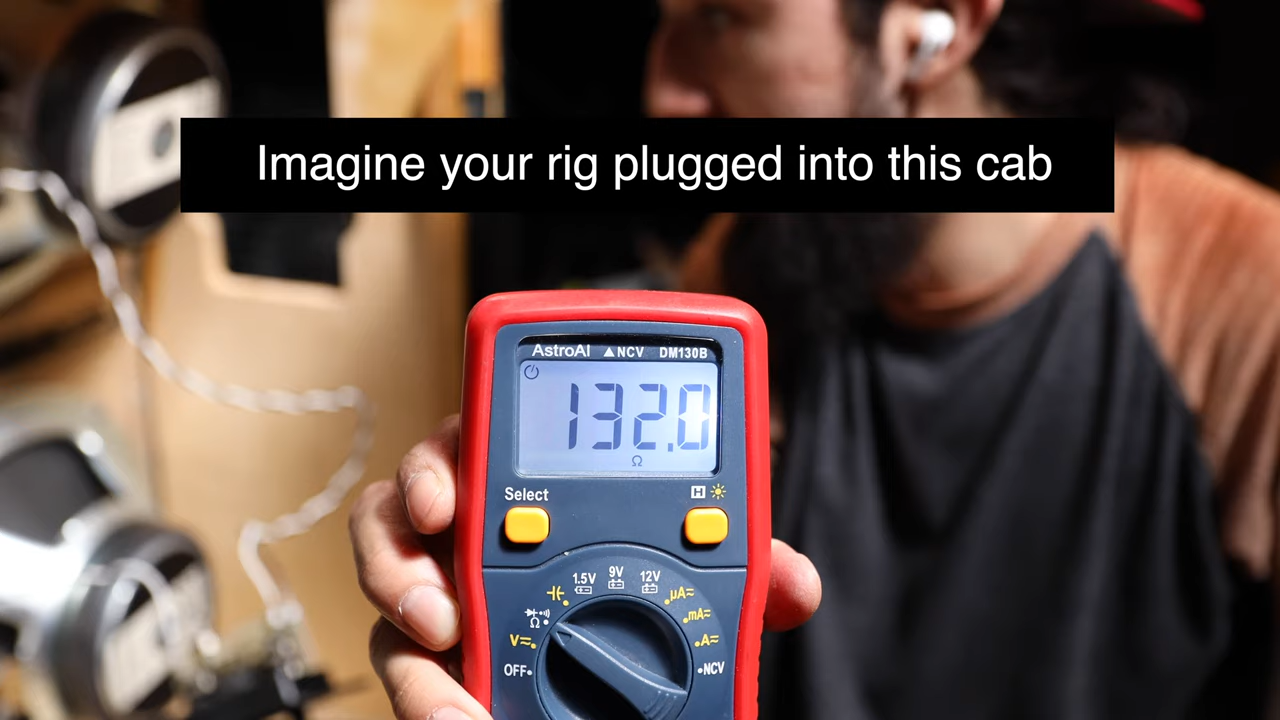 Imagine your rig plugged into this cab
AstroAI ▲NCV DM130B
132.0
Ω
Select H
1.5V 9V 12V
µA
Ω mA
V A
OFF NCV